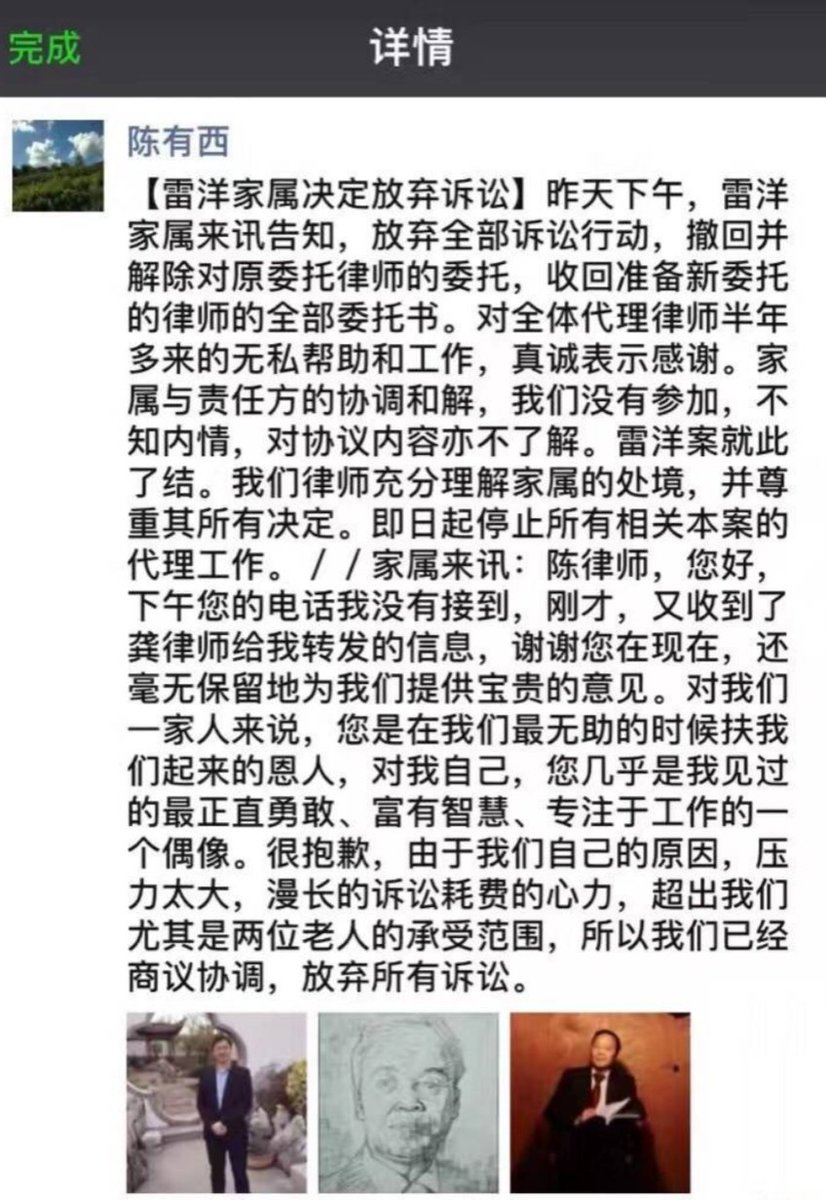 完成
详情
陈有西
【雷洋家属决定放弃诉讼】昨天下午，雷洋
家属来讯告知，放弃全部诉讼行动，撤回并
解除对原委托律师的委托，收回准备新委托
的律师的全部委托书。对全体代理律师半年
多来的无私帮助和工作，真诚表示感谢。家
属与责任方的协调和解，我们没有参加，不
知内情，对协议内容亦不了解。雷洋案就此
了结。我们律师充分理解家属的处境，并尊
重其所有决定。即日起停止所有相关本案的
代理工作。//家属来讯：陈律师，您好，
下午您的电话我没有接到，刚才，又收到了
龚律师给我转发的信息，谢谢您在现在，还
毫无保留地为我们提供宝贵的意见。对我们
一家人来说，您是在我们最无助的时候扶我
们起来的恩人，对我自己，您几乎是我见过
的最正直勇敢、富有智慧、专注于工作的一
个偶像。很抱歉，由于我们自己的原因，压
力太大，漫长的诉讼耗费的心力，超出我们
尤其是两位老人的承受范围，所以我们已经
商议协调，放弃所有诉讼。